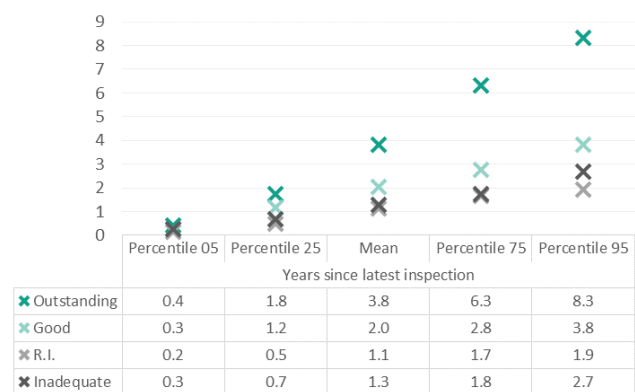 9
8
7
6
5
4
3
2
1
0
Percentile 05 Percentile 25 Mean Percentile 75 Percentile 95
Years since latest inspection
Outstanding 0.4 1.8 3.8 6.3 8.3
Good 0.3 1.2 2.0 2.8 3.8
R.I. 0.2 0.5 1.1 1.7 1.9
Inadequate 0.3 0.7 1.3 1.8 2.7